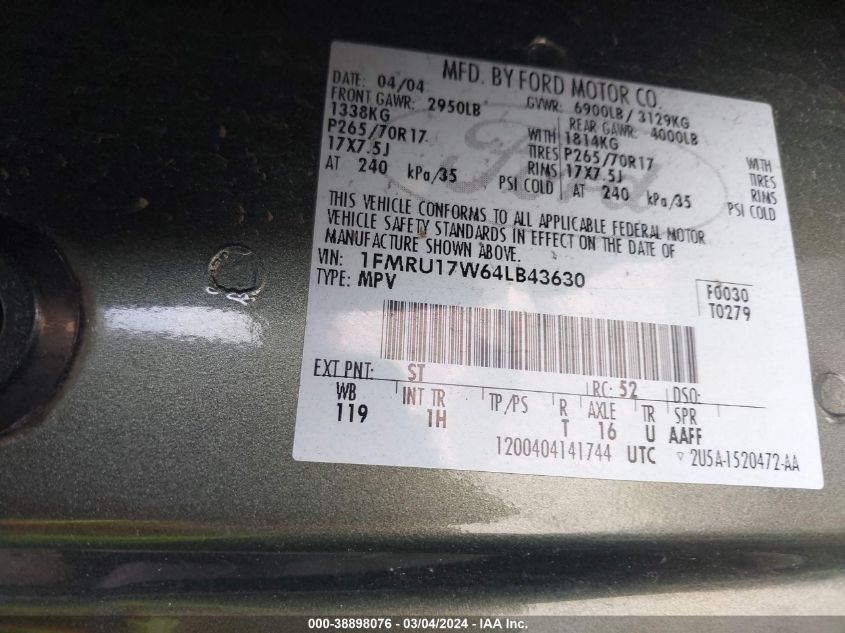 MFD. BY FORD MOTOR CO.
DATE: 04/04 GVWR: 6900LB / 3129KG
FRONT GAWR: 2950LB REAR GAWR: 4000LB
1338KG WITH 1814KG WITH
P265/70R17 TIRES P265/70R17 TIRES
17X7.5J RIMS 17X7.5J RIMS
AT 240 kPa/35 PSI COLD AT 240 kPa/35 PSI COLD
Ford
THIS VEHICLE CONFORMS TO ALL APPLICABLE FEDERAL MOTOR
VEHICLE SAFETY STANDARDS IN EFFECT ON THE DATE OF
MANUFACTURE SHOWN ABOVE.
VIN: 1FMRU17W64LB43630
TYPE: MPV
F0030
T0279
EXT PNT: ST RC: 52 DSO:
WB INT TR TP/PS R AXLE TR SPR
119 1H T 16 U AAFF
1200404141744 UTC ▽ 2U5A-1520472-AA
000-38898076 — 03/04/2024 — IAA Inc.